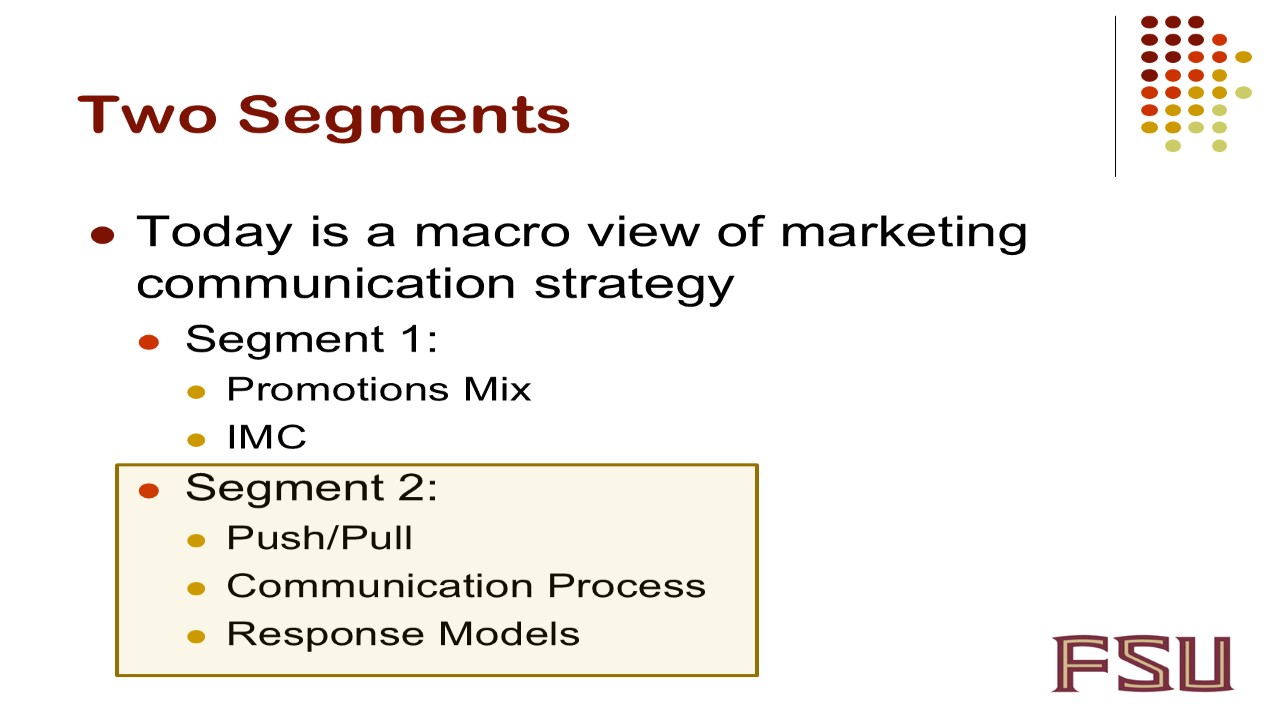 Two Segments
Today is a macro view of marketing
communication strategy
Segment 1:
Promotions Mix
IMC
Segment 2:
Push/Pull
Communication Process
Response Models
FSU